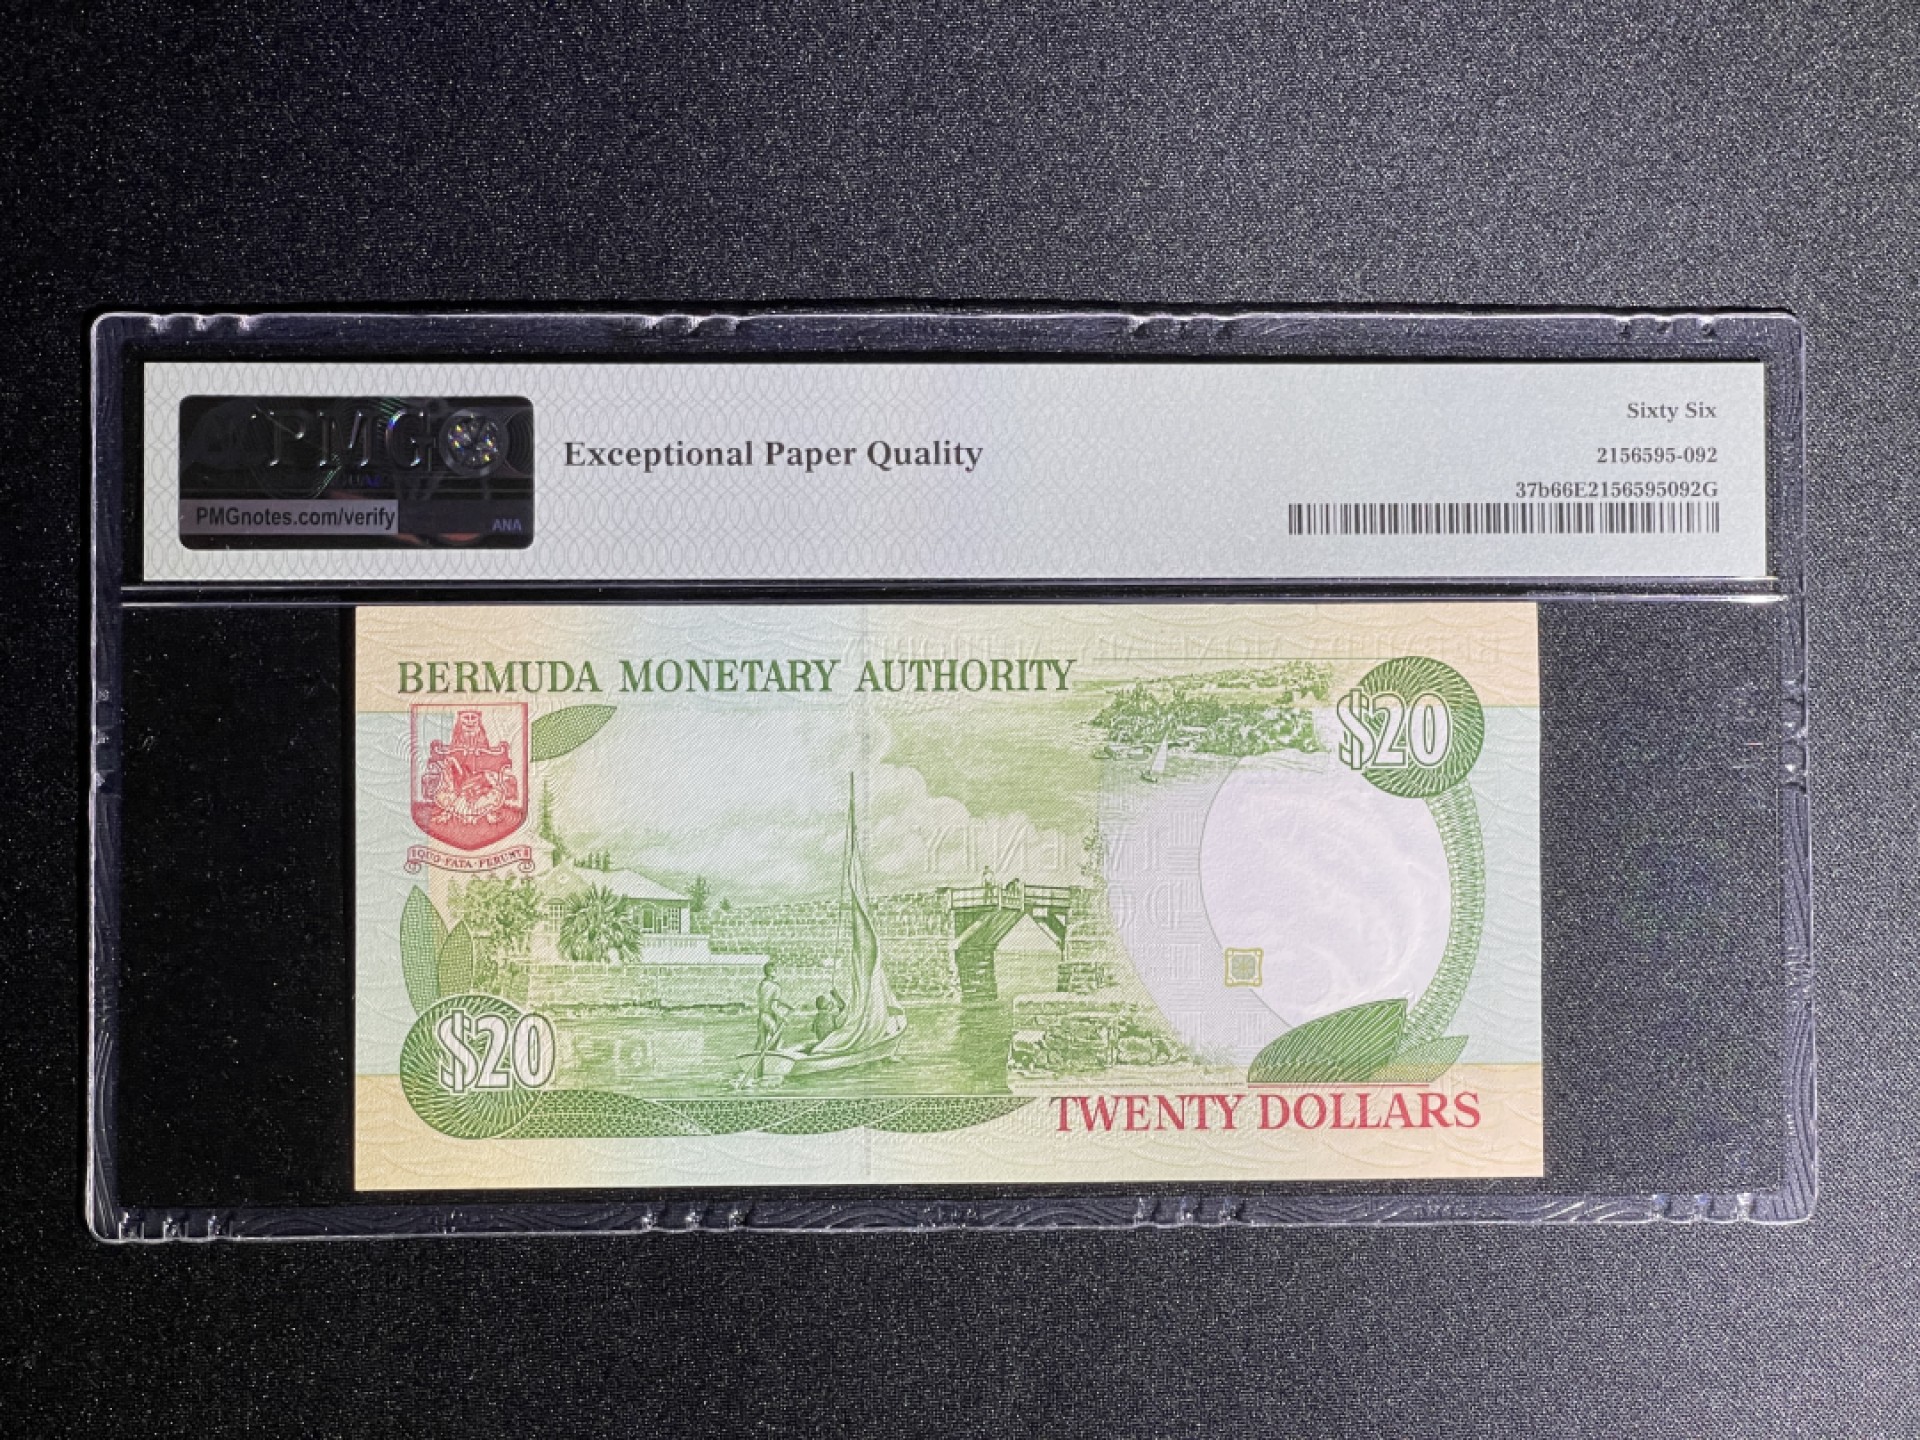 PMG
PMGnotes.com/verify
ANA
Exceptional Paper Quality
Sixty Six
2156595-092
37b66E2156595092G
BERMUDA MONETARY AUTHORITY
$20
QUO FATA FERUNT
$20
TWENTY DOLLARS